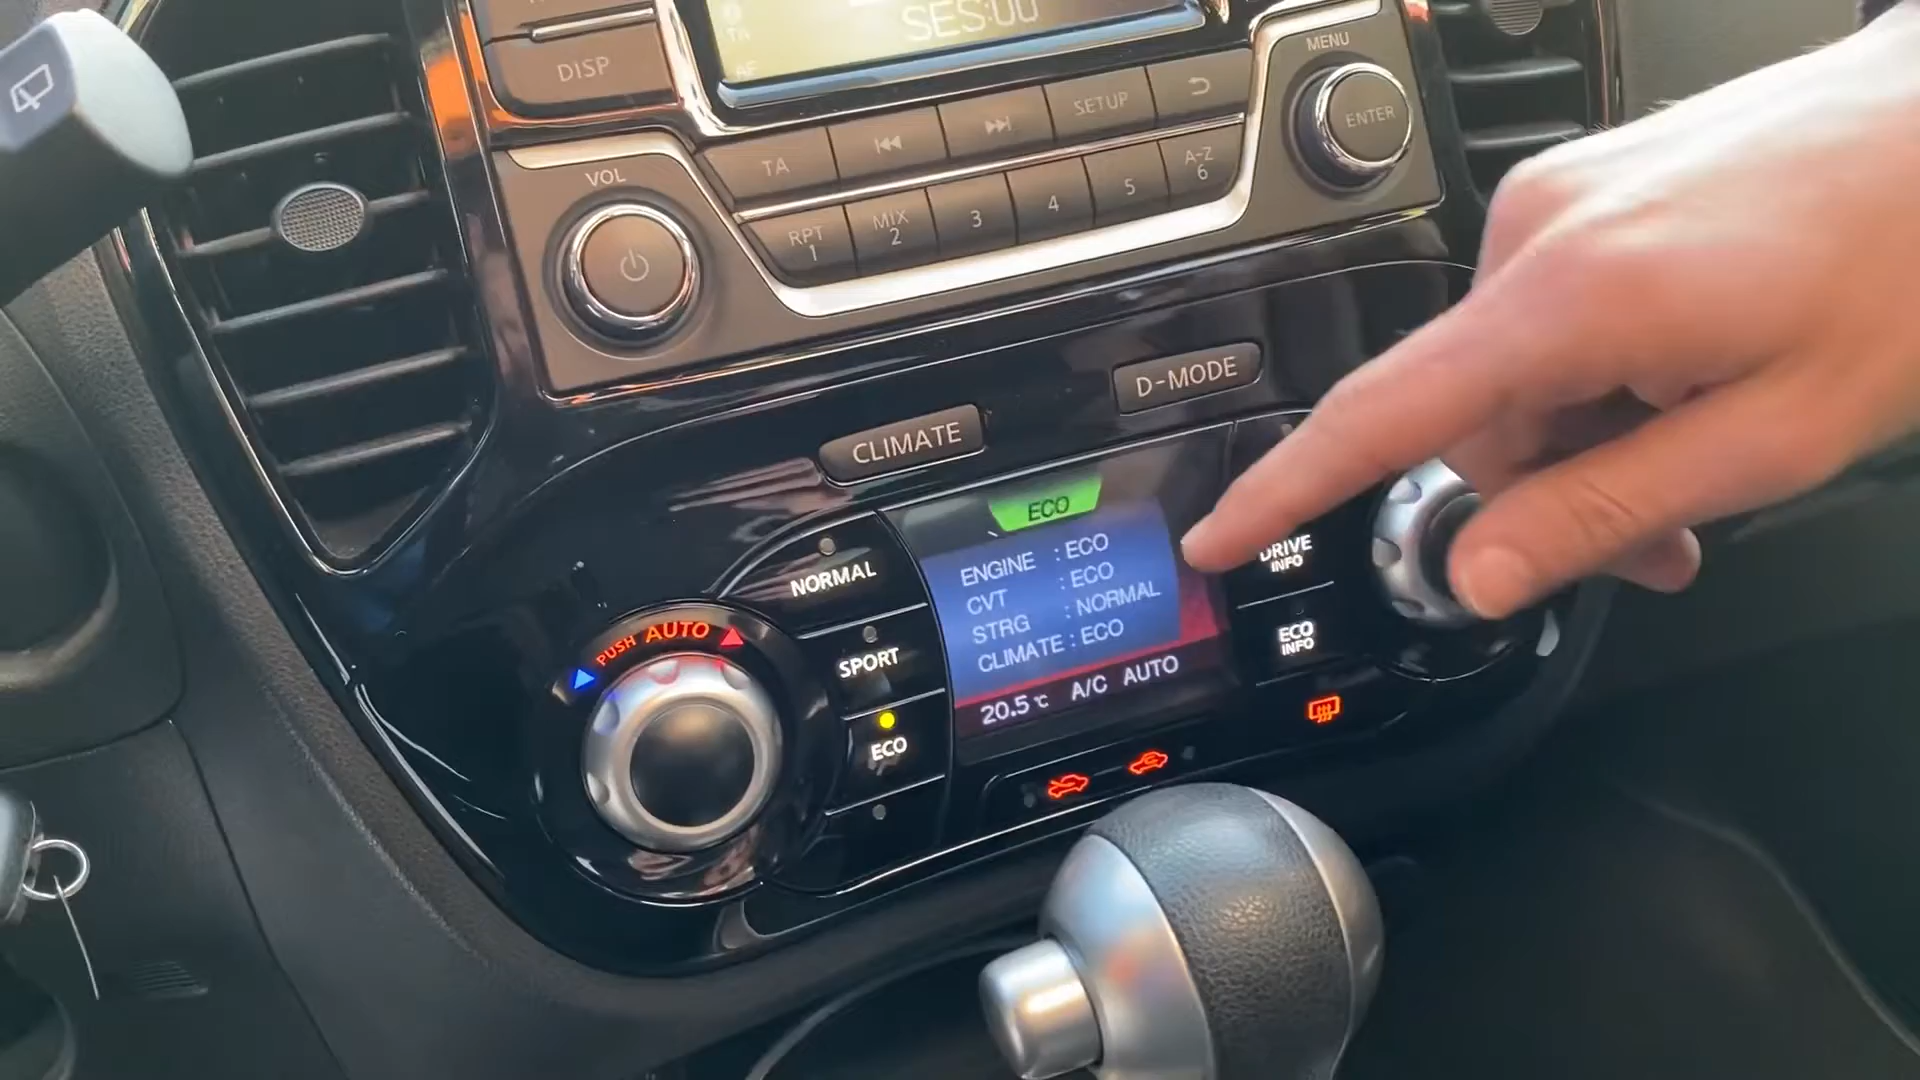 SES:00
TA
AF
DISP
MENU
ENTER
SETUP
TA
VOL
RPT
1
MIX
2
3
4
5
A-Z
6
D-MODE
CLIMATE
ECO
ENGINE : ECO
CVT : ECO
STRG : NORMAL
CLIMATE : ECO
20.5 °C A/C AUTO
NORMAL
SPORT
ECO
PUSH AUTO
DRIVE
INFO
ECO
INFO